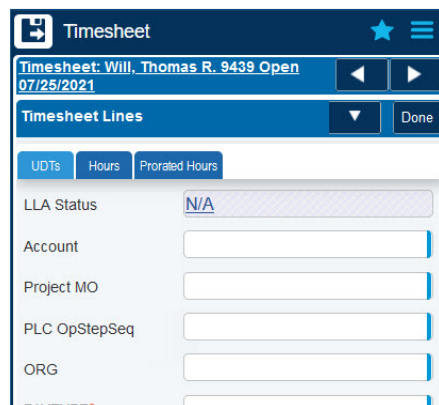 Timesheet
Timesheet: Will, Thomas R. 9439 Open
07/25/2021
Timesheet Lines
Done
UDTs Hours Prorated Hours
LLA Status N/A
Account
Project MO
PLC OpStepSeq
ORG